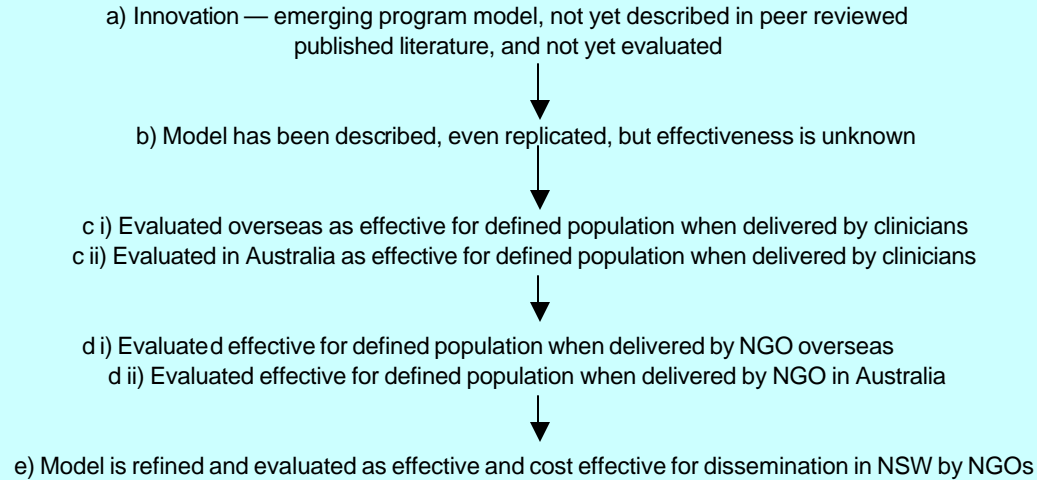 a) Innovation — emerging program model, not yet described in peer reviewed
published literature, and not yet evaluated
b) Model has been described, even replicated, but effectiveness is unknown
c i) Evaluated overseas as effective for defined population when delivered by clinicians
c ii) Evaluated in Australia as effective for defined population when delivered by clinicians
d i) Evaluated effective for defined population when delivered by NGO overseas
d ii) Evaluated effective for defined population when delivered by NGO in Australia
e) Model is refined and evaluated as effective and cost effective for dissemination in NSW by NGOs